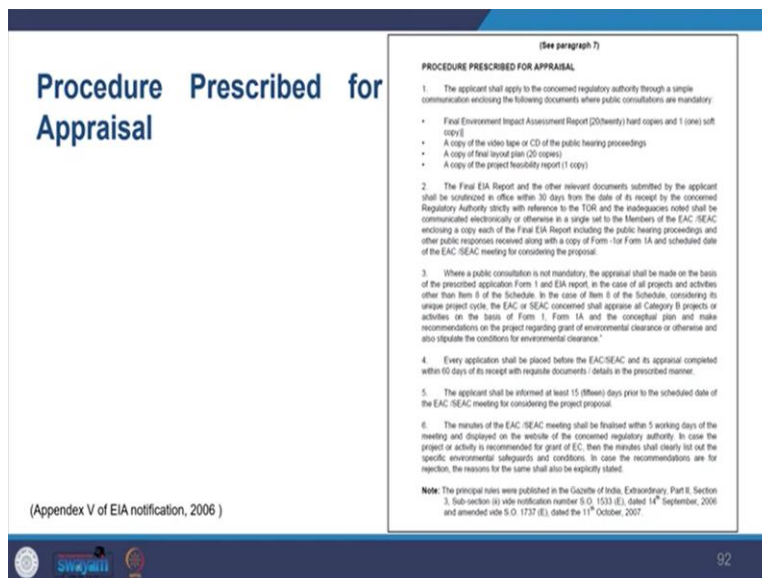 Procedure Prescribed for
Appraisal
(See paragraph 7)
PROCEDURE PRESCRIBED FOR APPRAISAL
1. The applicant shall apply to the concerned regulatory authority through a simple
communication enclosing the following documents where public consultations are mandatory:
• Final Environment Impact Assessment Report [20(twenty) hard copies and 1 (one) soft
copy)]
• A copy of the video tape or CD of the public hearing proceedings
• A copy of final layout plan (20 copies)
• A copy of the project feasibility report (1 copy)
2. The Final EIA Report and the other relevant documents submitted by the applicant
shall be scrutinized in office within 30 days from the date of its receipt by the concerned
Regulatory Authority strictly with reference to the TOR and the inadequacies noted shall be
communicated electronically or otherwise in a single set to the Members of the EAC /SEAC
enclosing a copy each of the Final EIA Report including the public hearing proceedings and
other public responses received along with a copy of Form -1or Form 1A and scheduled date
of the EAC /SEAC meeting for considering the proposal.
3. Where a public consultation is not mandatory, the appraisal shall be made on the basis
of the prescribed application Form 1 and EIA report, in the case of all projects and activities
other than Item 8 of the Schedule. In the case of Item 8 of the Schedule, considering its
unique project cycle, the EAC or SEAC concerned shall appraise all Category B projects or
activities on the basis of Form 1, Form 1A and the conceptual plan and make
recommendations on the project regarding grant of environmental clearance or otherwise and
also stipulate the conditions for environmental clearance."
4. Every application shall be placed before the EAC/SEAC and its appraisal completed
within 60 days of its receipt with requisite documents / details in the prescribed manner.
5. The applicant shall be informed at least 15 (fifteen) days prior to the scheduled date of
the EAC /SEAC meeting for considering the project proposal.
6. The minutes of the EAC /SEAC meeting shall be finalised within 5 working days of the
meeting and displayed on the website of the concerned regulatory authority. In case the
project or activity is recommended for grant of EC, then the minutes shall clearly list out the
specific environmental safeguards and conditions. In case the recommendations are for
rejection, the reasons for the same shall also be explicitly stated.
Note: The principal rules were published in the Gazette of India, Extraordinary, Part II, Section
3, Sub-section (ii) vide notification number S.O. 1533 (E), dated 14th September, 2006
and amended vide S.O. 1737 (E), dated the 11th October, 2007.
(Appendex V of EIA notification, 2006 )
swayam
92